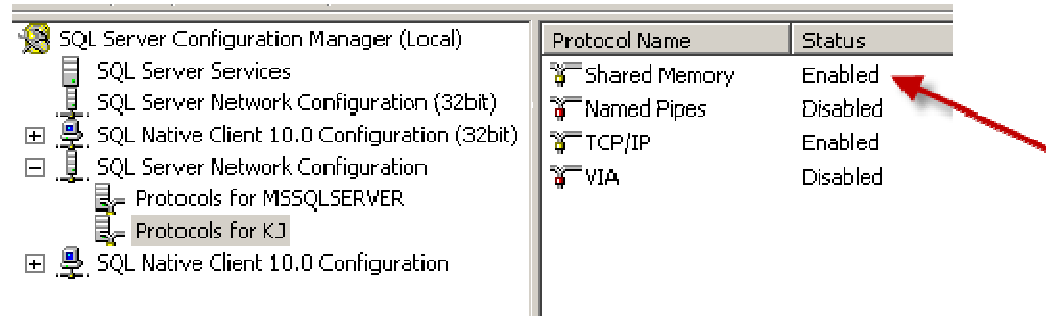 SQL Server Configuration Manager (Local)
SQL Server Services
SQL Server Network Configuration (32bit)
SQL Native Client 10.0 Configuration (32bit)
SQL Server Network Configuration
Protocols for MSSQLSERVER
Protocols for KJ
SQL Native Client 10.0 Configuration
Protocol Name Status
Shared Memory Enabled
Named Pipes Disabled
TCP/IP Enabled
VIA Disabled